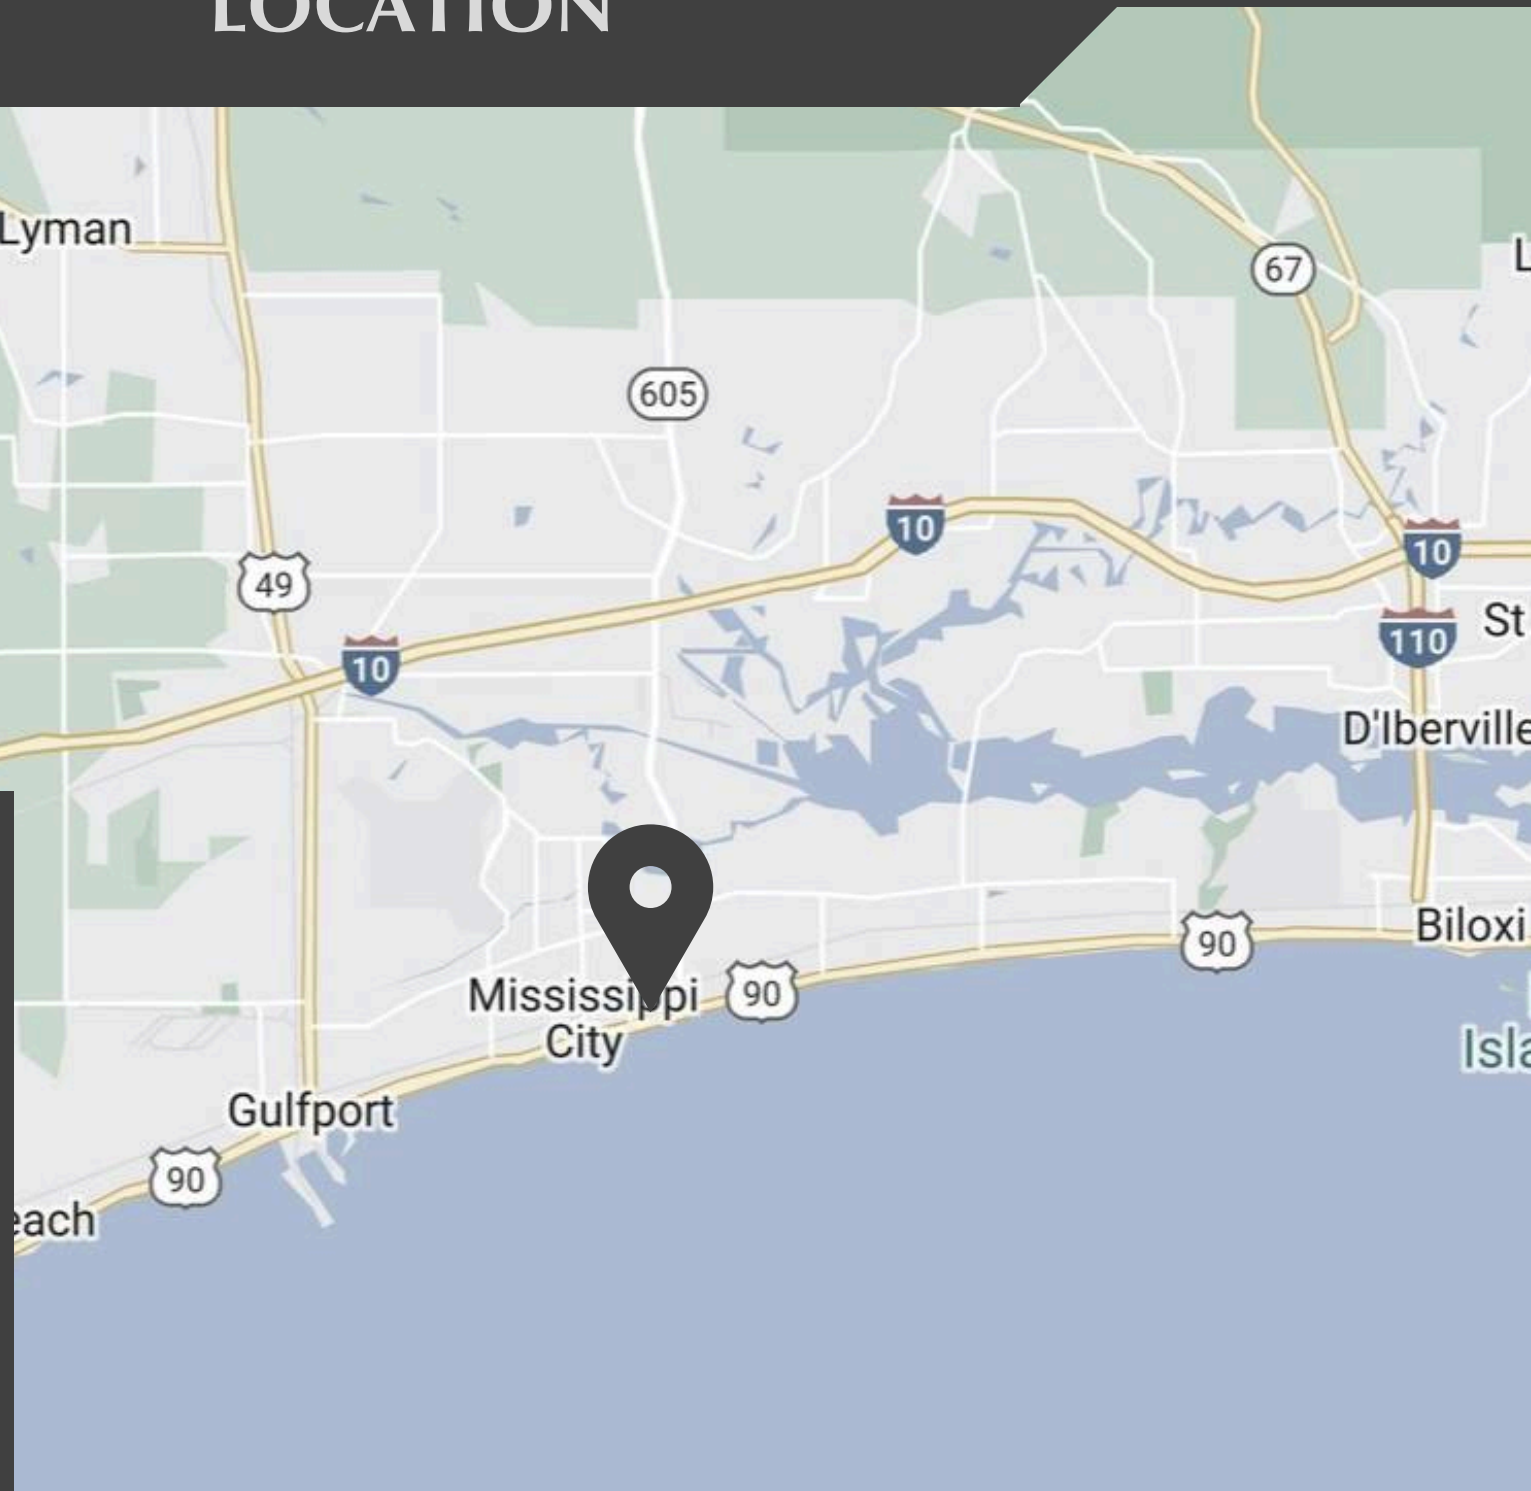 LOCATION
Lyman
67
L
605
10
10
49
St
110
10
D'Iberville
90
Biloxi
Mississippi
City
90
Isla
Gulfport
90
each